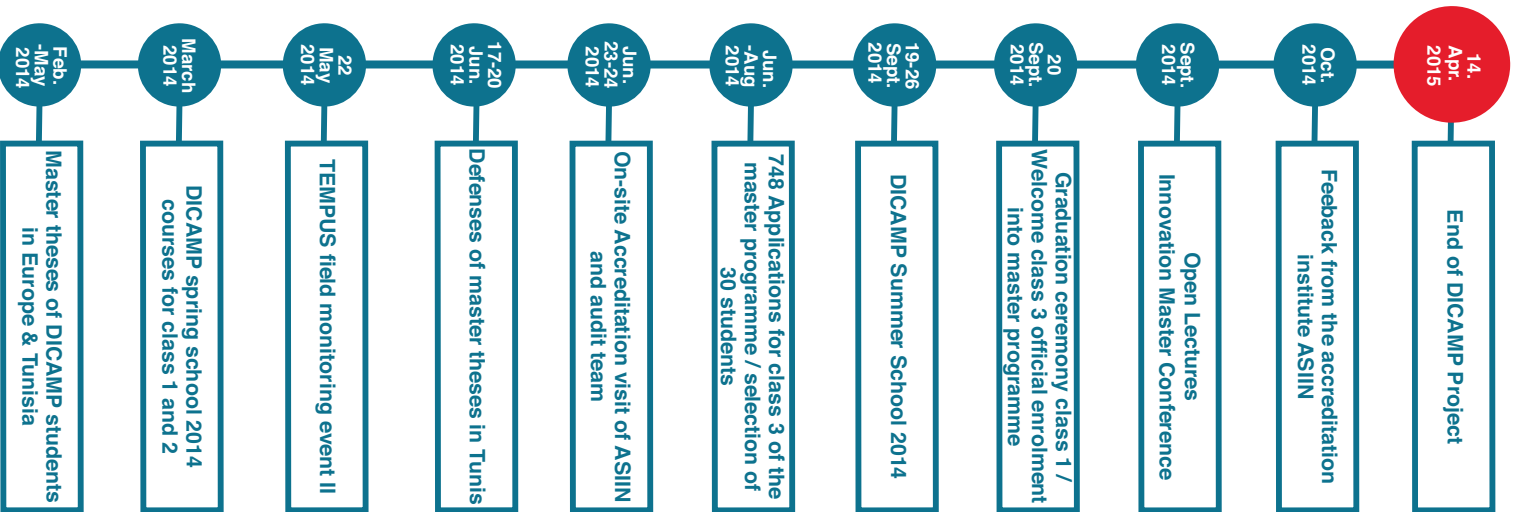 14.
Apr.
2015
End of DICAMP Project
Oct.
2014
Feeback from the accreditation
institute ASIIN
Sept.
2014
Open Lectures
Innovation Master Conference
20
Sept.
2014
Graduation ceremony class 1 /
Welcome class 3 official enrolment
into master programme
19-26
Sept.
2014
DICAMP Summer School 2014
Jun.
-Aug
2014
748 Applications for class 3 of the
master programme / selection of
30 students
Jun.
23-24
2014
On-site Accreditation visit of ASIIN
and audit team
17-20
Jun.
2014
Defenses of master theses in Tunis
22
May
2014
TEMPUS field monitoring event II
March
2014
DICAMP spring school 2014
courses for class 1 and 2
Feb.
-May
2014
Master theses of DICAMP students
in Europe & Tunisia